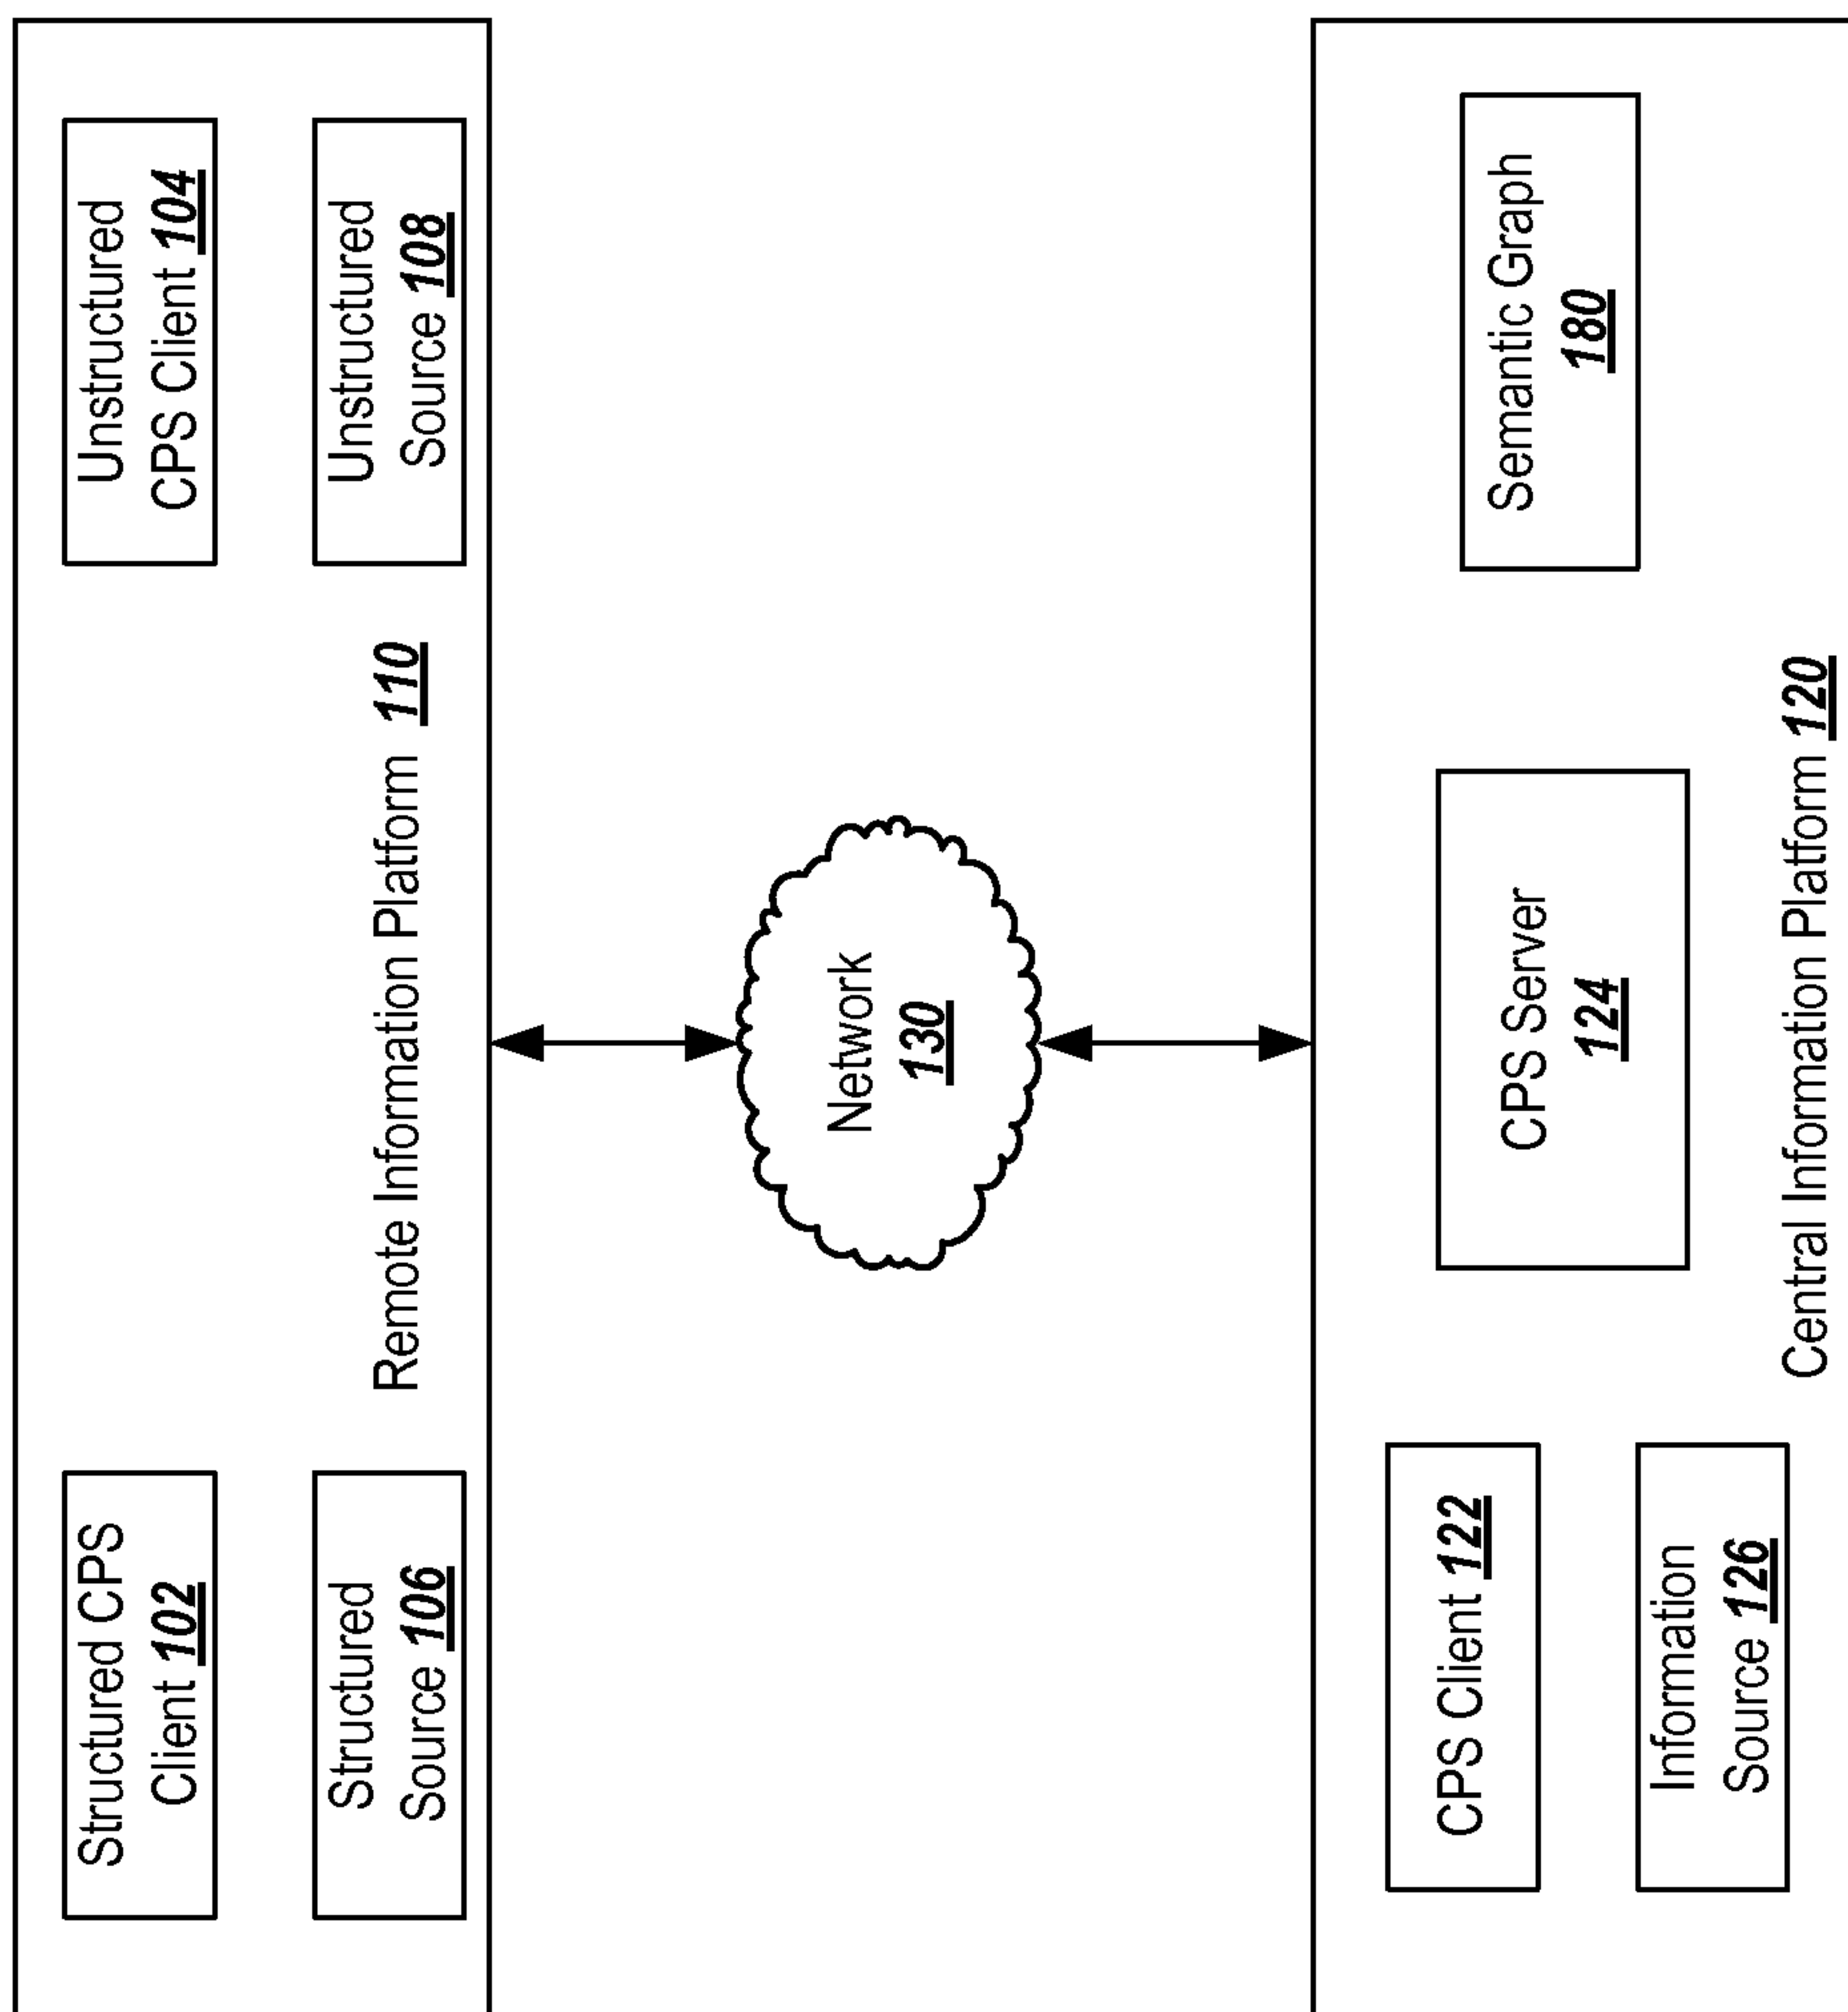 Structured CPS
Client 102
Structured
Source 106
Unstructured
CPS Client 104
Unstructured
Source 108
Remote Information Platform 110
Network
130
CPS Client 122
Information
Source 126
CPS Server
124
Semantic Graph
180
Central Information Platform 120